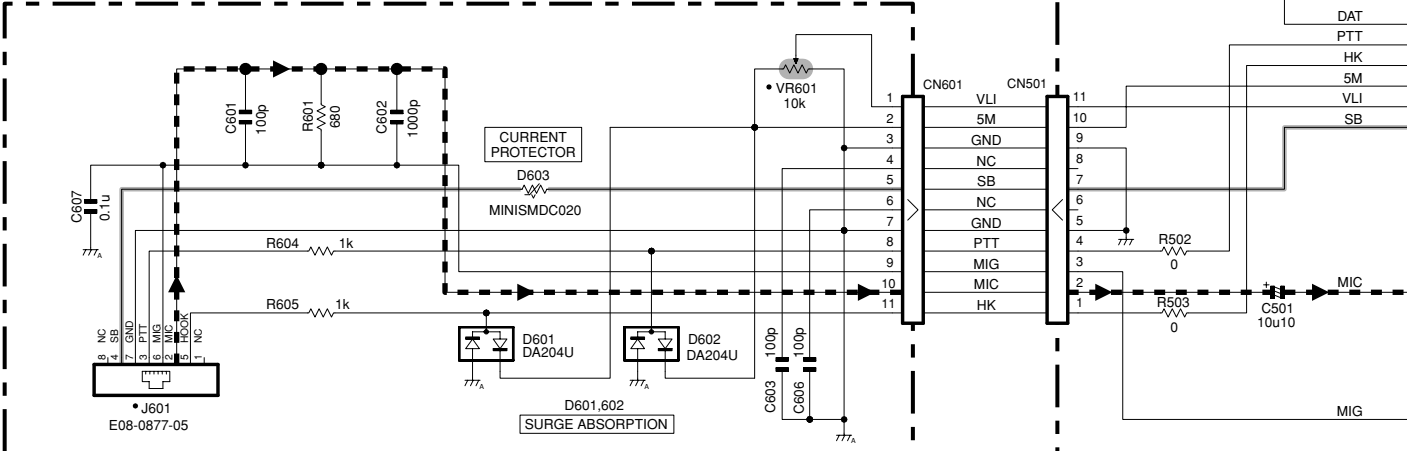 DAT
PTT
HK
5M
VLI
SB
C601
100p
R601
680
C602
1000p
CURRENT
PROTECTOR
D603
MINISMDC020
VR601
10k
CN601
CN501
1 VLI 11
2 5M 10
3 GND 9
4 NC 8
5 SB 7
6 NC 6
7 GND 5
8 PTT 4
9 MIG 3
10 MIC 2
11 HK 1
C607
0.1u
A
R604 1k
R605 1k
R502
0
R503
0
+
C501
10u10
MIC
MIG
NC
SB
GND
PTT
MIG
MIC
HOOK
NC
8
4
7
3
6
2
5
1
J601
E08-0877-05
D601
DA204U
A
D602
DA204U
A
D601,602
SURGE ABSORPTION
C603
100p
C606
100p
A